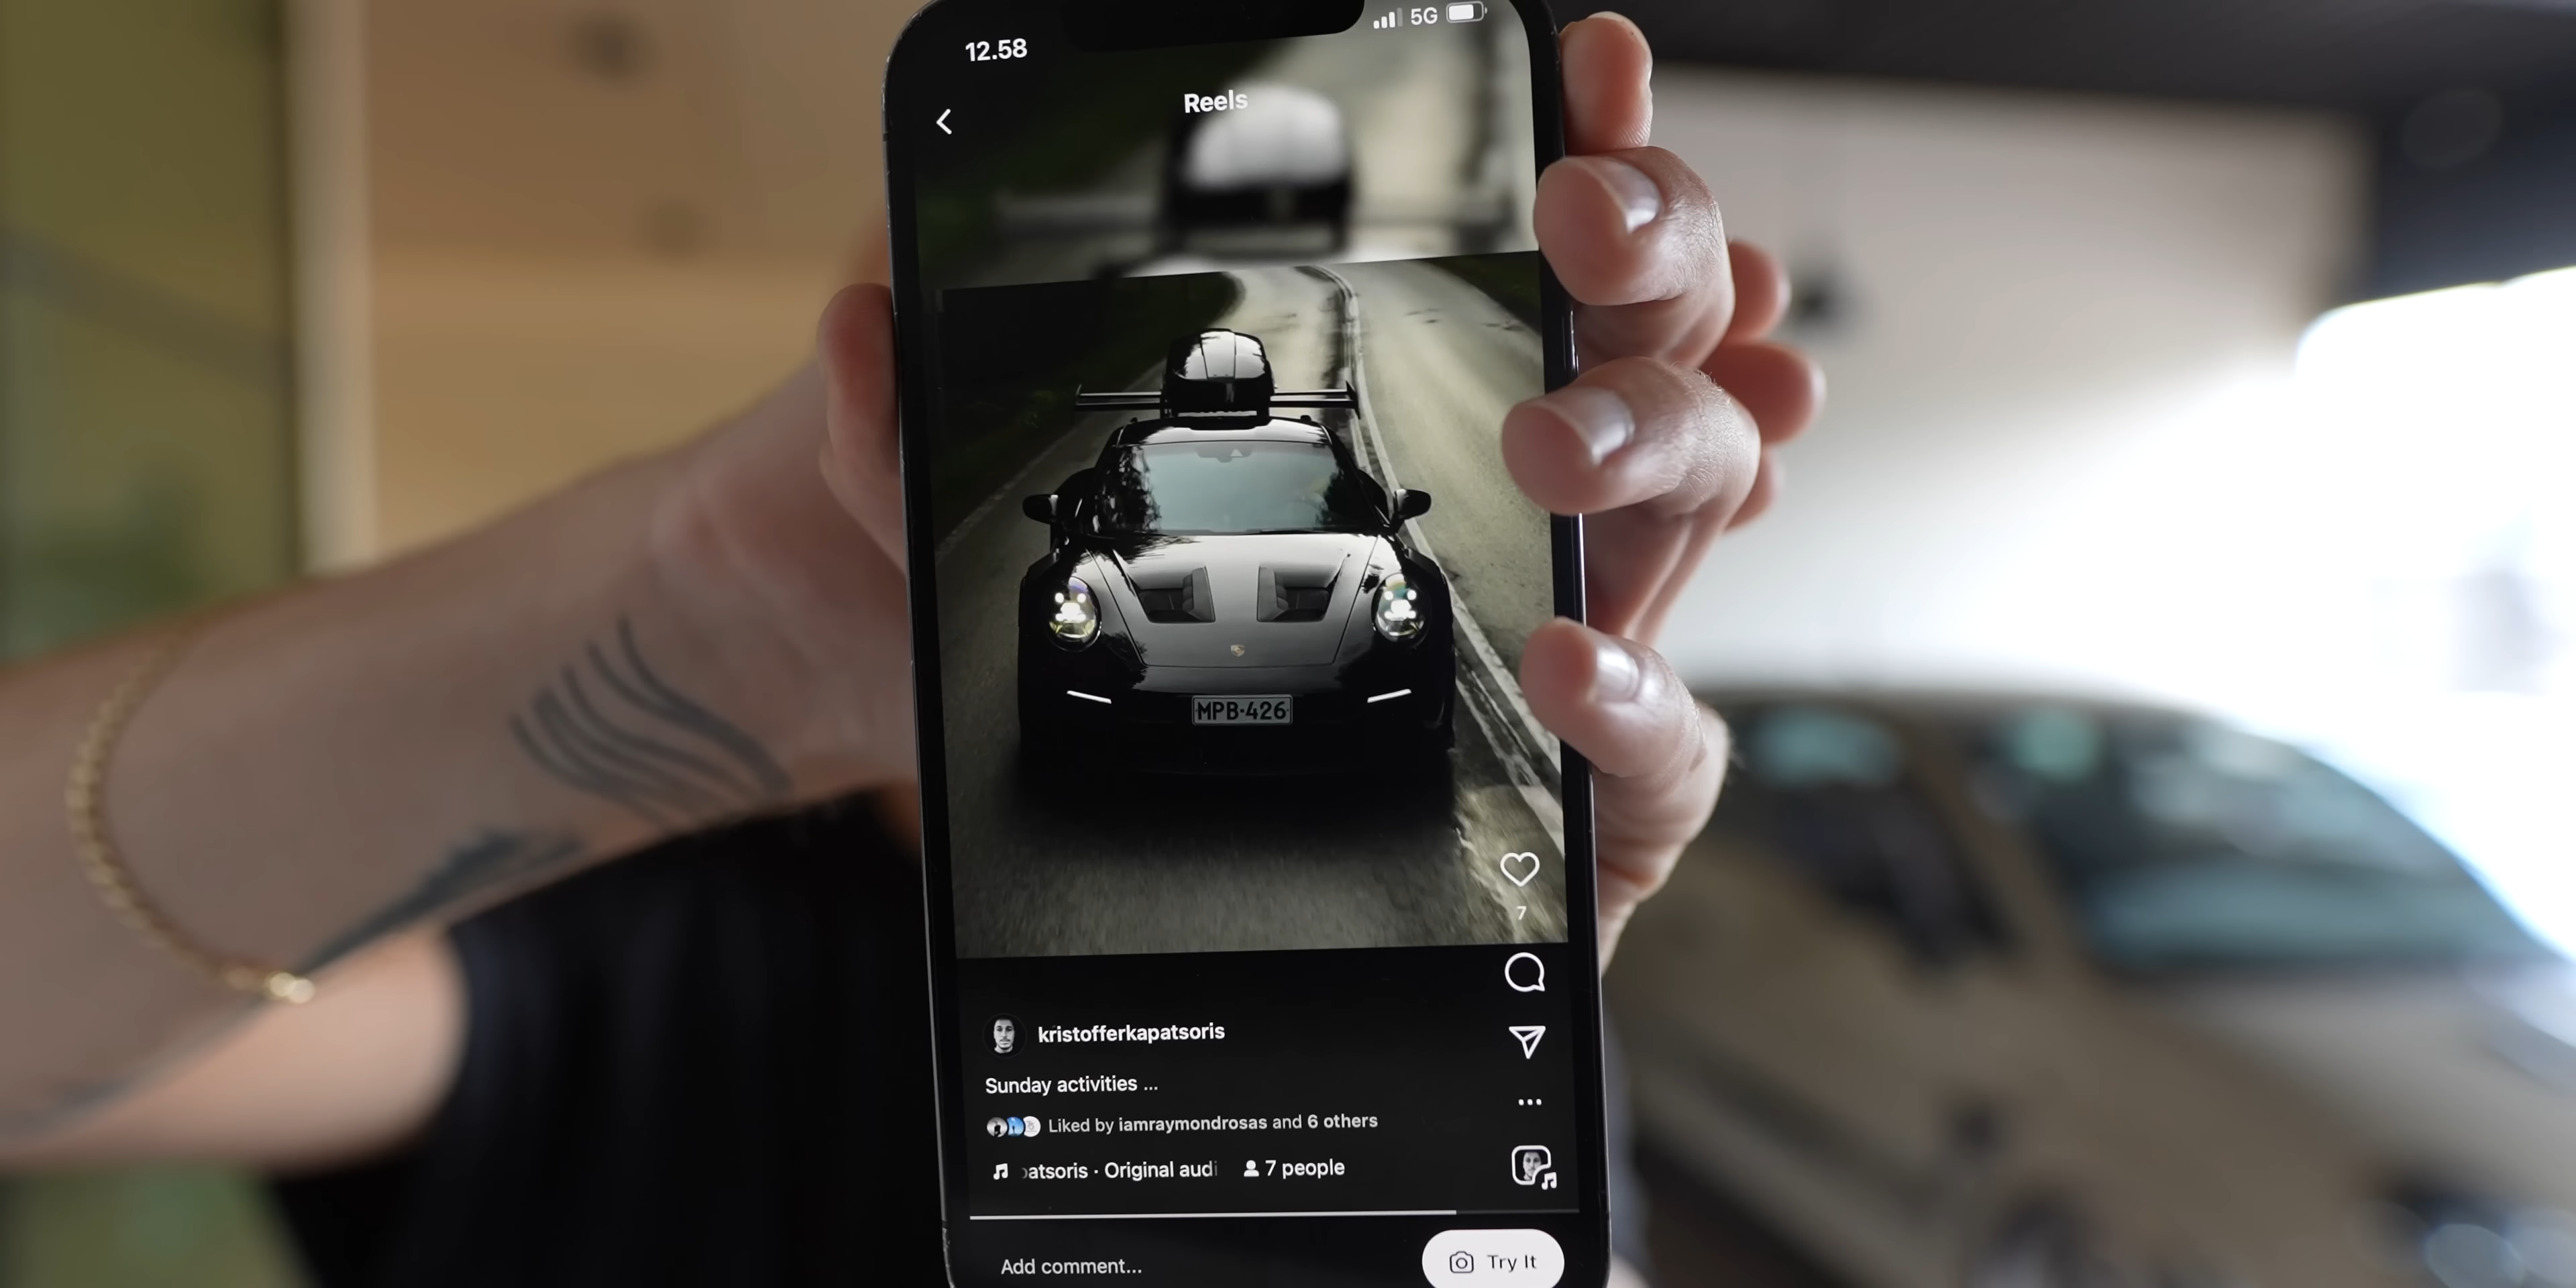 12.58 5G
Reels
MPB-426
7
kristofferkapatsoris
Sunday activities ...
Liked by iamraymondrosas and 6 others
atsoris · Original aud 7 people
Add comment... Try It